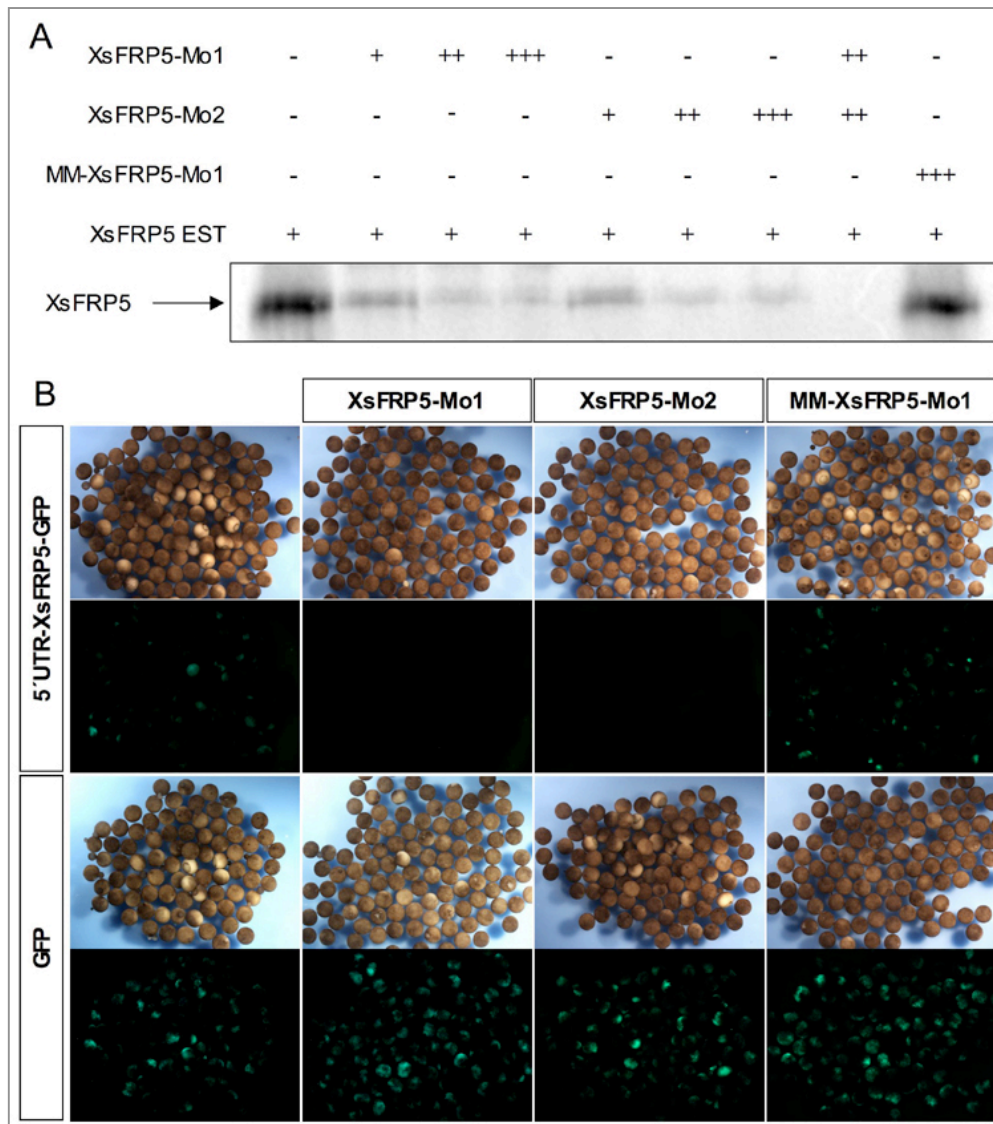 A
XsFRP5-Mo1 - + ++ +++ - - - ++ -
XsFRP5-Mo2 - - - - + ++ +++ ++ -
MM-XsFRP5-Mo1 - - - - - - - - +++
XsFRP5 EST + + + + + + + + +
XsFRP5
B
XsFRP5-Mo1 XsFRP5-Mo2 MM-XsFRP5-Mo1
5´UTR-XsFRP5-GFP
GFP